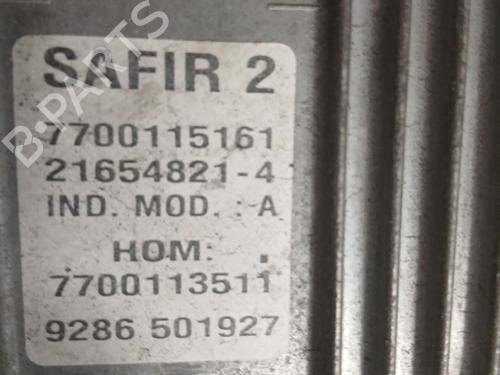 SAFIR 2
7700115161
21654821-4
IND. MOD. : A
HOM: .
7700113511
9286 501927
B-PARTS